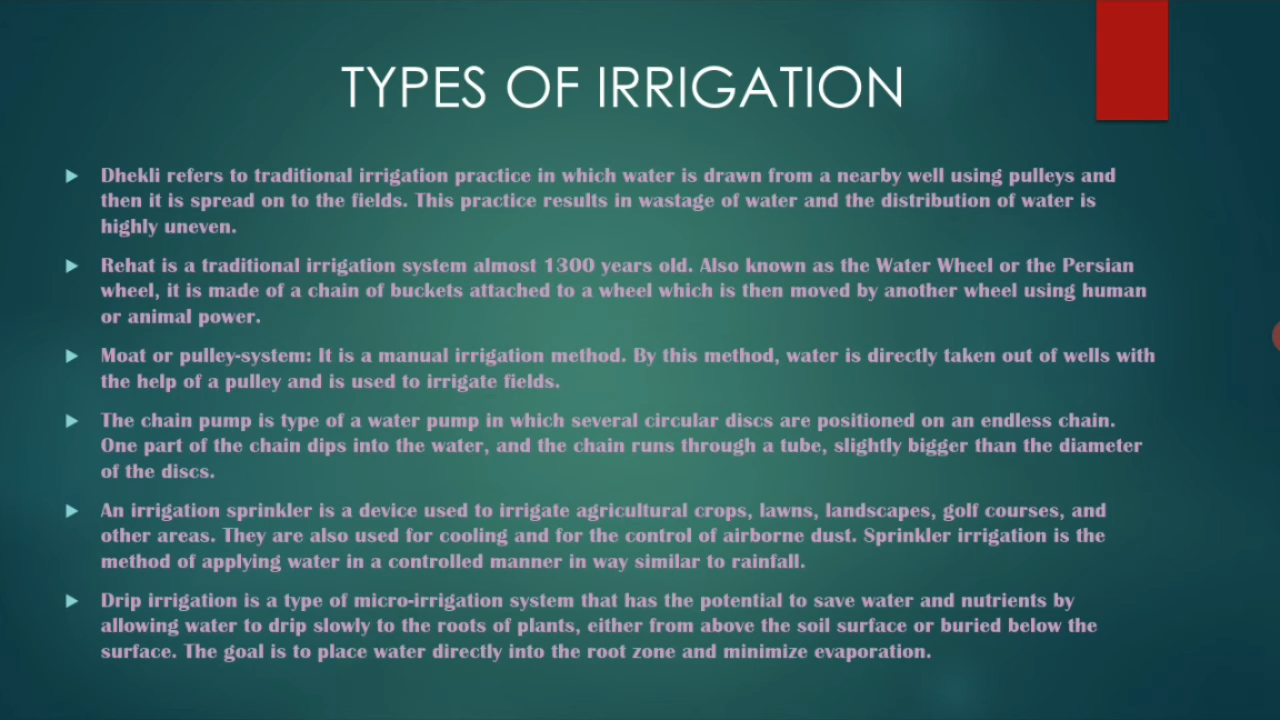 TYPES OF IRRIGATION
Dhekli refers to traditional irrigation practice in which water is drawn from a nearby well using pulleys and
then it is spread on to the fields. This practice results in wastage of water and the distribution of water is
highly uneven.
Rehat is a traditional irrigation system almost 1300 years old. Also known as the Water Wheel or the Persian
wheel, it is made of a chain of buckets attached to a wheel which is then moved by another wheel using human
or animal power.
Moat or pulley-system: It is a manual irrigation method. By this method, water is directly taken out of wells with
the help of a pulley and is used to irrigate fields.
The chain pump is type of a water pump in which several circular discs are positioned on an endless chain.
One part of the chain dips into the water, and the chain runs through a tube, slightly bigger than the diameter
of the discs.
An irrigation sprinkler is a device used to irrigate agricultural crops, lawns, landscapes, golf courses, and
other areas. They are also used for cooling and for the control of airborne dust. Sprinkler irrigation is the
method of applying water in a controlled manner in way similar to rainfall.
Drip irrigation is a type of micro-irrigation system that has the potential to save water and nutrients by
allowing water to drip slowly to the roots of plants, either from above the soil surface or buried below the
surface. The goal is to place water directly into the root zone and minimize evaporation.